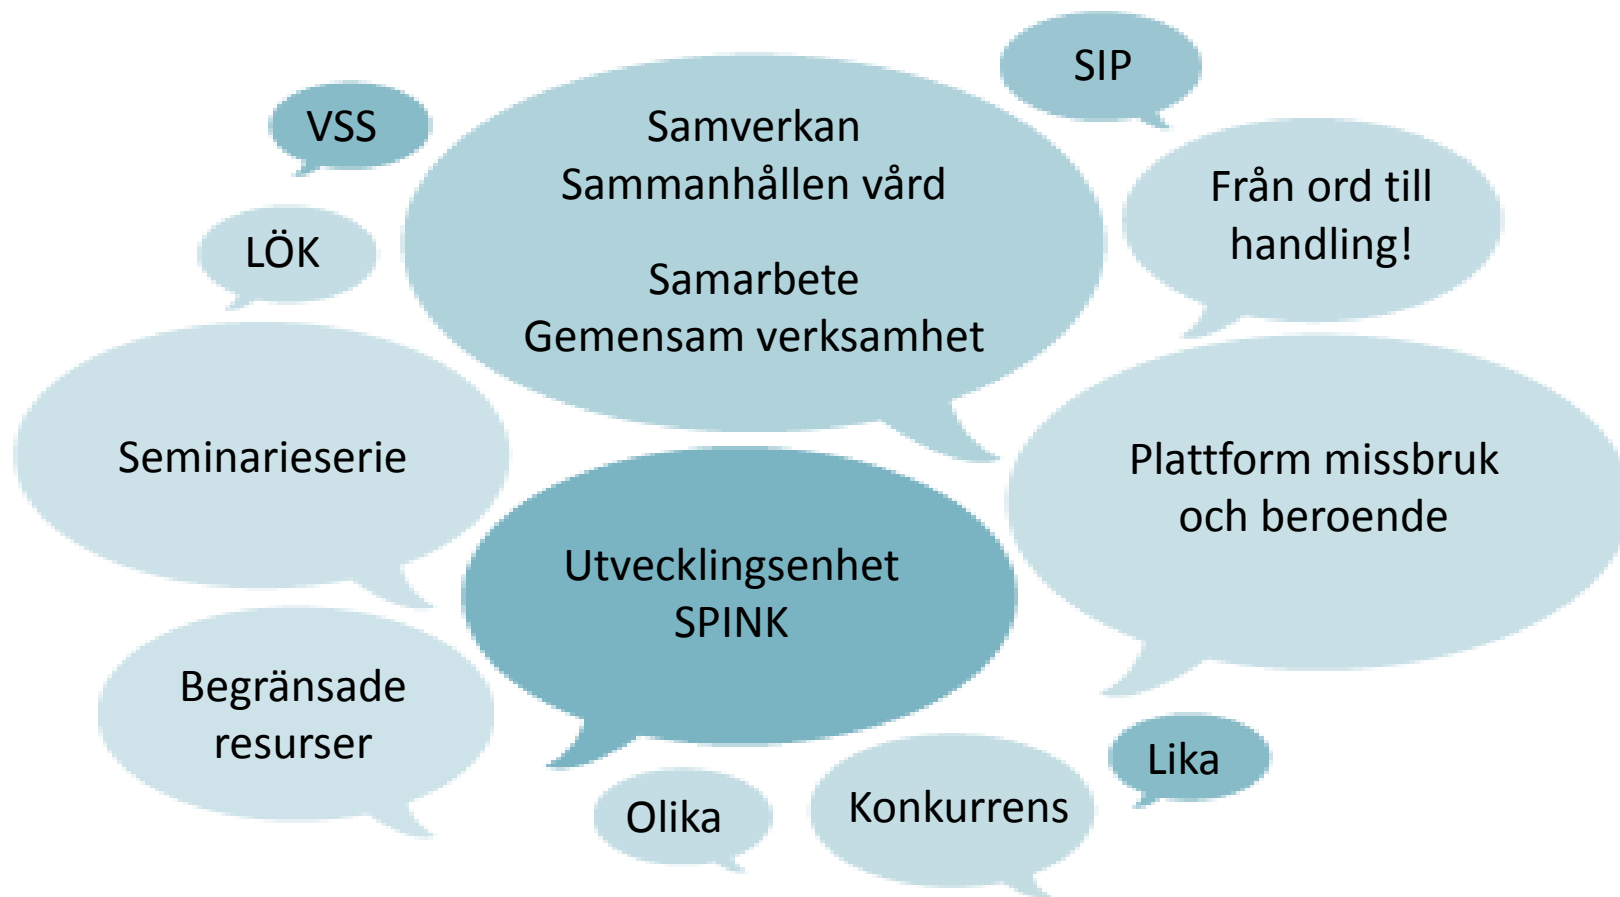 SIP
VSS
Samverkan
Sammanhållen vård
Samarbete
Gemensam verksamhet
Från ord till
handling!
LÖK
Seminarieserie
Plattform missbruk
och beroende
Utvecklingsenhet
SPINK
Begränsade
resurser
Lika
Olika
Konkurrens